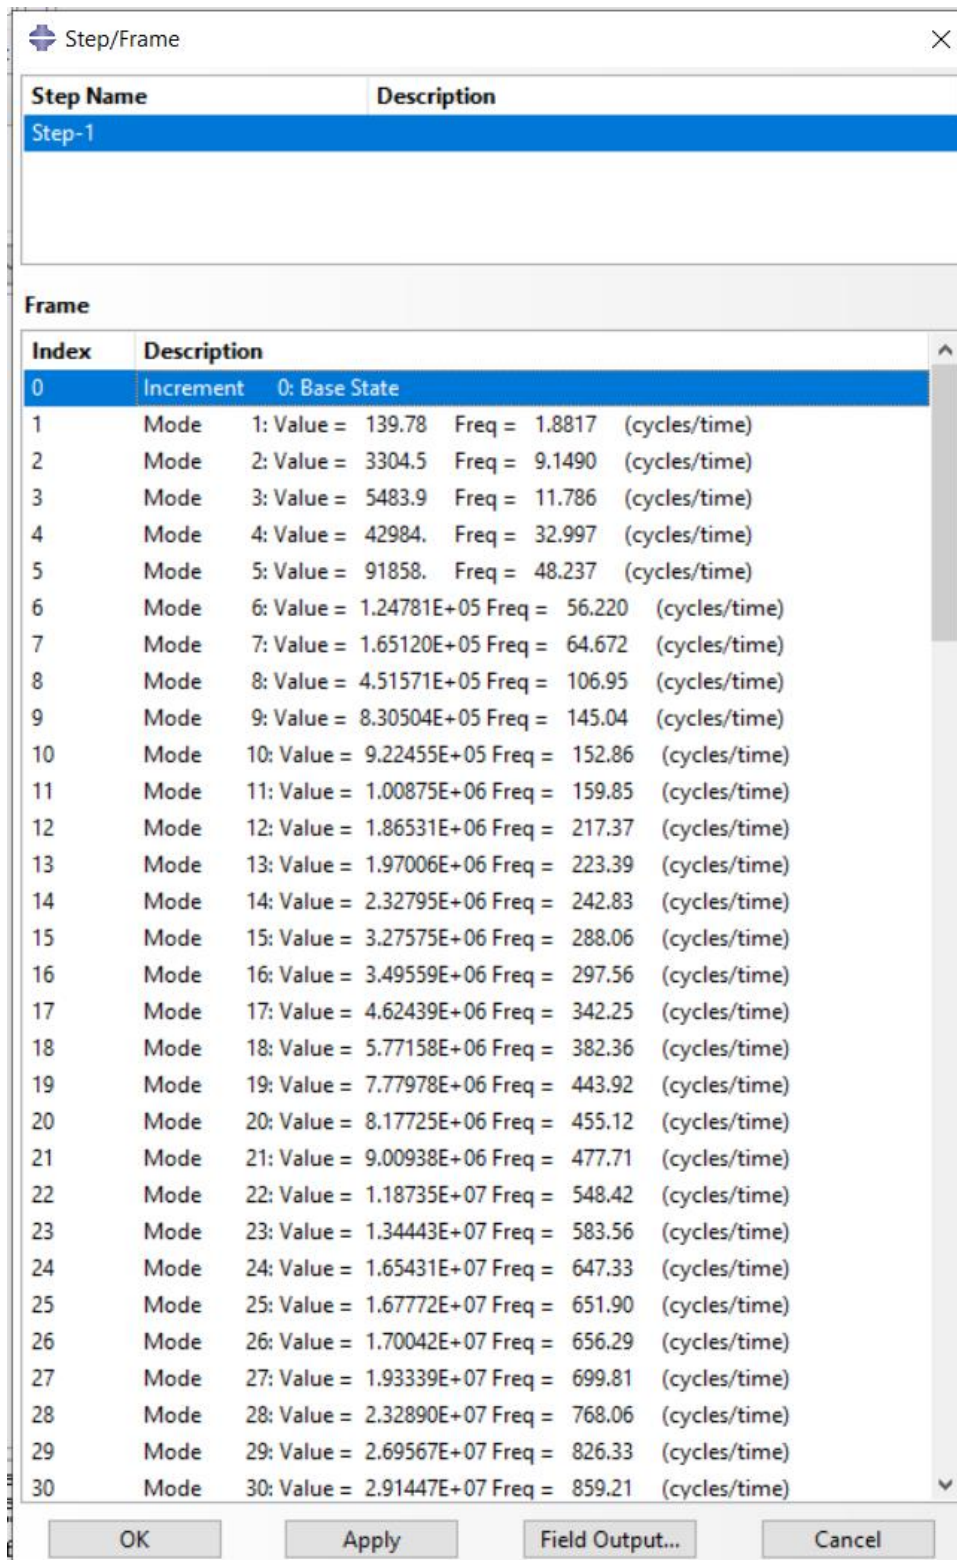 Step/Frame
Step Name Description
Step-1
Frame
Index Description
0 Increment 0: Base State
1 Mode 1: Value = 139.78 Freq = 1.8817 (cycles/time)
2 Mode 2: Value = 3304.5 Freq = 9.1490 (cycles/time)
3 Mode 3: Value = 5483.9 Freq = 11.786 (cycles/time)
4 Mode 4: Value = 42984. Freq = 32.997 (cycles/time)
5 Mode 5: Value = 91858. Freq = 48.237 (cycles/time)
6 Mode 6: Value = 1.24781E+05 Freq = 56.220 (cycles/time)
7 Mode 7: Value = 1.65120E+05 Freq = 64.672 (cycles/time)
8 Mode 8: Value = 4.51571E+05 Freq = 106.95 (cycles/time)
9 Mode 9: Value = 8.30504E+05 Freq = 145.04 (cycles/time)
10 Mode 10: Value = 9.22455E+05 Freq = 152.86 (cycles/time)
11 Mode 11: Value = 1.00875E+06 Freq = 159.85 (cycles/time)
12 Mode 12: Value = 1.86531E+06 Freq = 217.37 (cycles/time)
13 Mode 13: Value = 1.97006E+06 Freq = 223.39 (cycles/time)
14 Mode 14: Value = 2.32795E+06 Freq = 242.83 (cycles/time)
15 Mode 15: Value = 3.27575E+06 Freq = 288.06 (cycles/time)
16 Mode 16: Value = 3.49559E+06 Freq = 297.56 (cycles/time)
17 Mode 17: Value = 4.62439E+06 Freq = 342.25 (cycles/time)
18 Mode 18: Value = 5.77158E+06 Freq = 382.36 (cycles/time)
19 Mode 19: Value = 7.77978E+06 Freq = 443.92 (cycles/time)
20 Mode 20: Value = 8.17725E+06 Freq = 455.12 (cycles/time)
21 Mode 21: Value = 9.00938E+06 Freq = 477.71 (cycles/time)
22 Mode 22: Value = 1.18735E+07 Freq = 548.42 (cycles/time)
23 Mode 23: Value = 1.34443E+07 Freq = 583.56 (cycles/time)
24 Mode 24: Value = 1.65431E+07 Freq = 647.33 (cycles/time)
25 Mode 25: Value = 1.67772E+07 Freq = 651.90 (cycles/time)
26 Mode 26: Value = 1.70042E+07 Freq = 656.29 (cycles/time)
27 Mode 27: Value = 1.93339E+07 Freq = 699.81 (cycles/time)
28 Mode 28: Value = 2.32890E+07 Freq = 768.06 (cycles/time)
29 Mode 29: Value = 2.69567E+07 Freq = 826.33 (cycles/time)
30 Mode 30: Value = 2.91447E+07 Freq = 859.21 (cycles/time)
OK Apply Field Output... Cancel